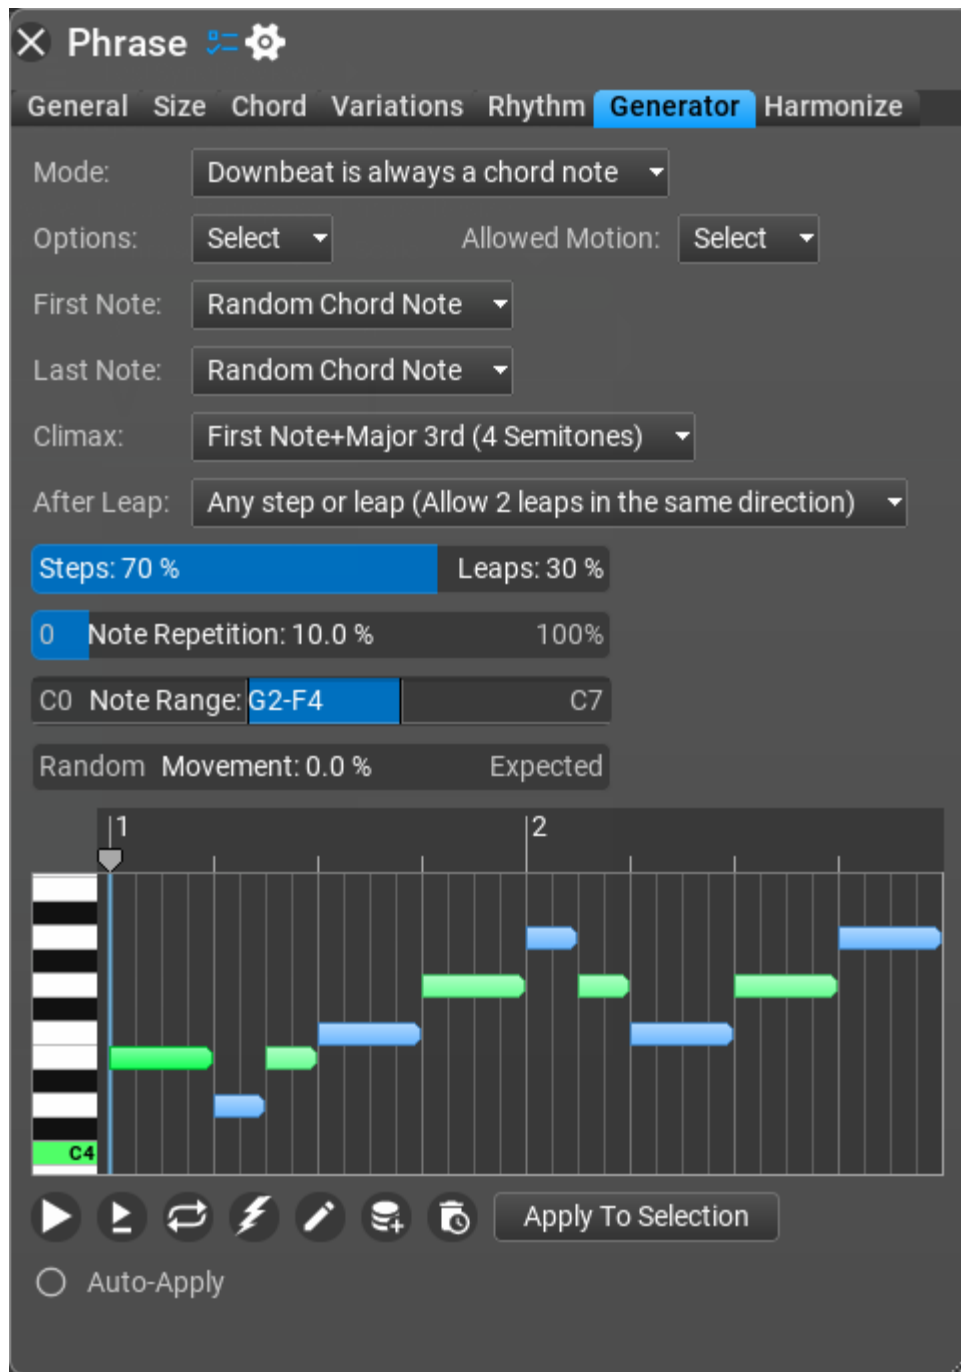 Phrase
General Size Chord Variations Rhythm Generator Harmonize
Mode: Downbeat is always a chord note
Options: Select Allowed Motion: Select
First Note: Random Chord Note
Last Note: Random Chord Note
Climax: First Note+Major 3rd (4 Semitones)
After Leap: Any step or leap (Allow 2 leaps in the same direction)
Steps: 70 % Leaps: 30 %
0 Note Repetition: 10.0 % 100%
C0 Note Range: G2-F4 C7
Random Movement: 0.0 % Expected
1 2
C4
Apply To Selection
Auto-Apply